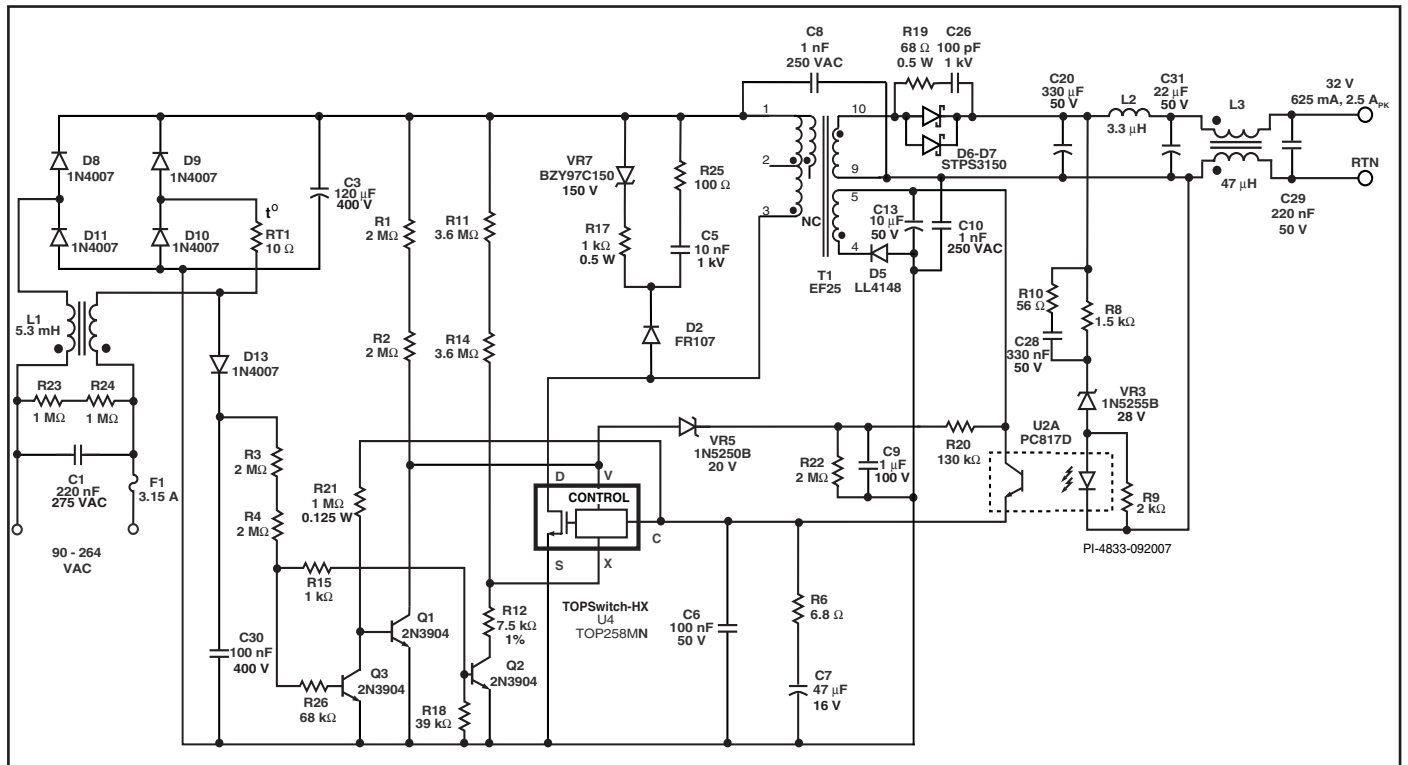 C8
1 nF
250 VAC
R19
68 Ω
0.5 W
C26
100 pF
1 kV
C20
330 µF
50 V
C31
22 µF
50 V
L2
3.3 µH
L3
47 µH
32 V
625 mA, 2.5 A PK
RTN
C29
220 nF
50 V
D6-D7
STPS3150
1
2
3
10
9
5
4
NC
T1
EF25
D8
1N4007
D9
1N4007
D11
1N4007
D10
1N4007
C3
120 µF
400 V
tº
RT1
10 Ω
R1
2 MΩ
R11
3.6 MΩ
VR7
BZY97C150
150 V
R25
100 Ω
R17
1 kΩ
0.5 W
C5
10 nF
1 kV
C13
10 µF
50 V
C10
1 nF
250 VAC
D5
LL4148
R10
56 Ω
R8
1.5 kΩ
C28
330 nF
50 V
L1
5.3 mH
R2
2 MΩ
R14
3.6 MΩ
D2
FR107
D13
1N4007
R23
1 MΩ
R24
1 MΩ
VR3
1N5255B
28 V
VR5
1N5250B
20 V
R20
130 kΩ
U2A
PC817D
R3
2 MΩ
R22
2 MΩ
C9
1 µF
100 V
C1
220 nF
275 VAC
F1
3.15 A
R4
2 MΩ
R21
1 MΩ
0.125 W
D
V
CONTROL
C
S
X
R9
2 kΩ
PI-4833-092007
90 - 264
VAC
R15
1 kΩ
TOPSwitch-HX
U4
TOP258MN
R12
7.5 kΩ
1%
C6
100 nF
50 V
R6
6.8 Ω
Q1
2N3904
C30
100 nF
400 V
Q3
2N3904
Q2
2N3904
C7
47 µF
16 V
R26
68 kΩ
R18
39 kΩ